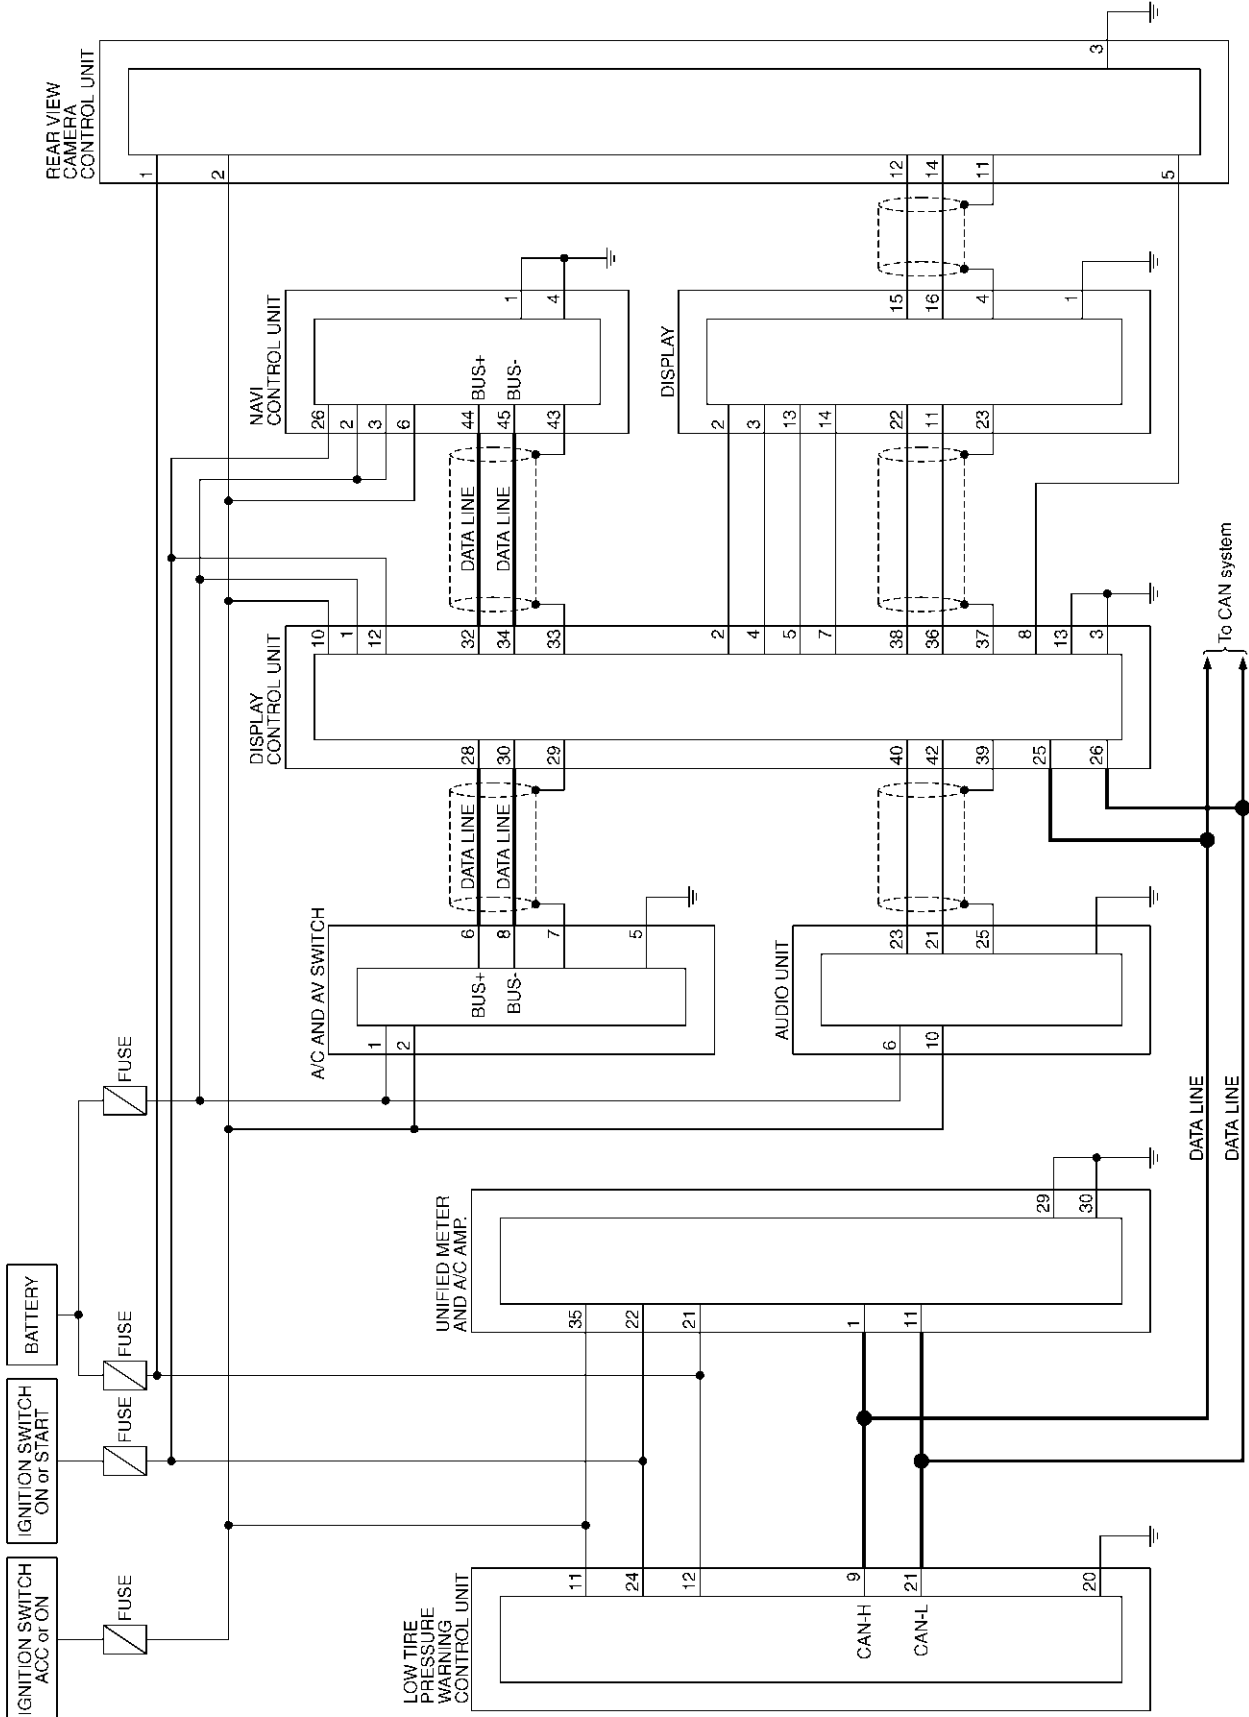 IGNITION SWITCH
ACC or ON
IGNITION SWITCH
ON or START
BATTERY
FUSE
FUSE
FUSE
FUSE
REAR VIEW
CAMERA
CONTROL UNIT
1
2
12
14
11
5
3
NAVI
CONTROL UNIT
26
2
3
6
44
45
43
BUS+
BUS-
1
4
DISPLAY
2
3
13
14
22
11
23
15
16
4
1
DATA LINE
DATA LINE
DISPLAY
CONTROL UNIT
10
1
12
32
34
33
2
4
5
7
38
36
37
8
13
3
28
30
29
40
42
39
25
26
DATA LINE
DATA LINE
A/C AND AV SWITCH
6
8
7
5
BUS+
BUS-
1
2
AUDIO UNIT
23
21
25
6
10
UNIFIED METER
AND A/C AMP.
35
22
21
1
11
29
30
LOW TIRE
PRESSURE
WARNING
CONTROL UNIT
11
24
12
9
21
20
CAN-H
CAN-L
DATA LINE
DATA LINE
To CAN system